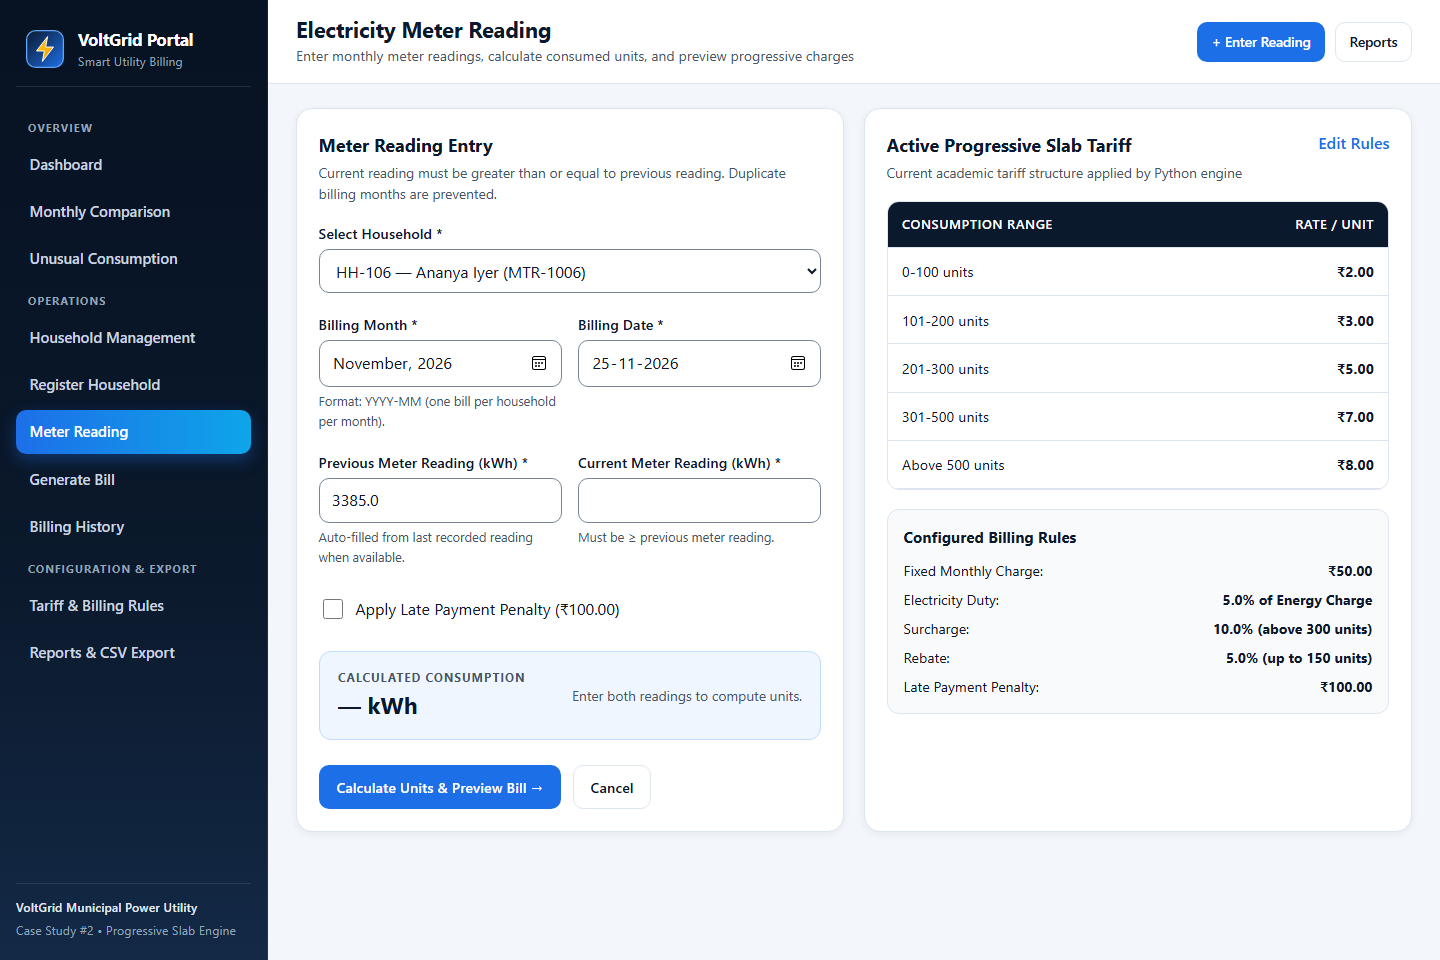 VoltGrid Portal
Smart Utility Billing
OVERVIEW
Dashboard
Monthly Comparison
Unusual Consumption
OPERATIONS
Household Management
Register Household
Meter Reading
Generate Bill
Billing History
CONFIGURATION & EXPORT
Tariff & Billing Rules
Reports & CSV Export
VoltGrid Municipal Power Utility
Case Study #2 • Progressive Slab Engine
Electricity Meter Reading
Enter monthly meter readings, calculate consumed units, and preview progressive charges
+ Enter Reading
Reports
Meter Reading Entry
Current reading must be greater than or equal to previous reading. Duplicate
billing months are prevented.
Select Household *
HH-106 — Ananya Iyer (MTR-1006)
Billing Month *
November, 2026
Format: YYYY-MM (one bill per household
per month).
Billing Date *
25-11-2026
Previous Meter Reading (kWh) *
3385.0
Auto-filled from last recorded reading
when available.
Current Meter Reading (kWh) *
Must be ≥ previous meter reading.
Apply Late Payment Penalty (₹100.00)
CALCULATED CONSUMPTION
— kWh
Enter both readings to compute units.
Calculate Units & Preview Bill →
Cancel
Active Progressive Slab Tariff
Edit Rules
Current academic tariff structure applied by Python engine
CONSUMPTION RANGE RATE / UNIT
0-100 units ₹2.00
101-200 units ₹3.00
201-300 units ₹5.00
301-500 units ₹7.00
Above 500 units ₹8.00
Configured Billing Rules
Fixed Monthly Charge: ₹50.00
Electricity Duty: 5.0% of Energy Charge
Surcharge: 10.0% (above 300 units)
Rebate: 5.0% (up to 150 units)
Late Payment Penalty: ₹100.00